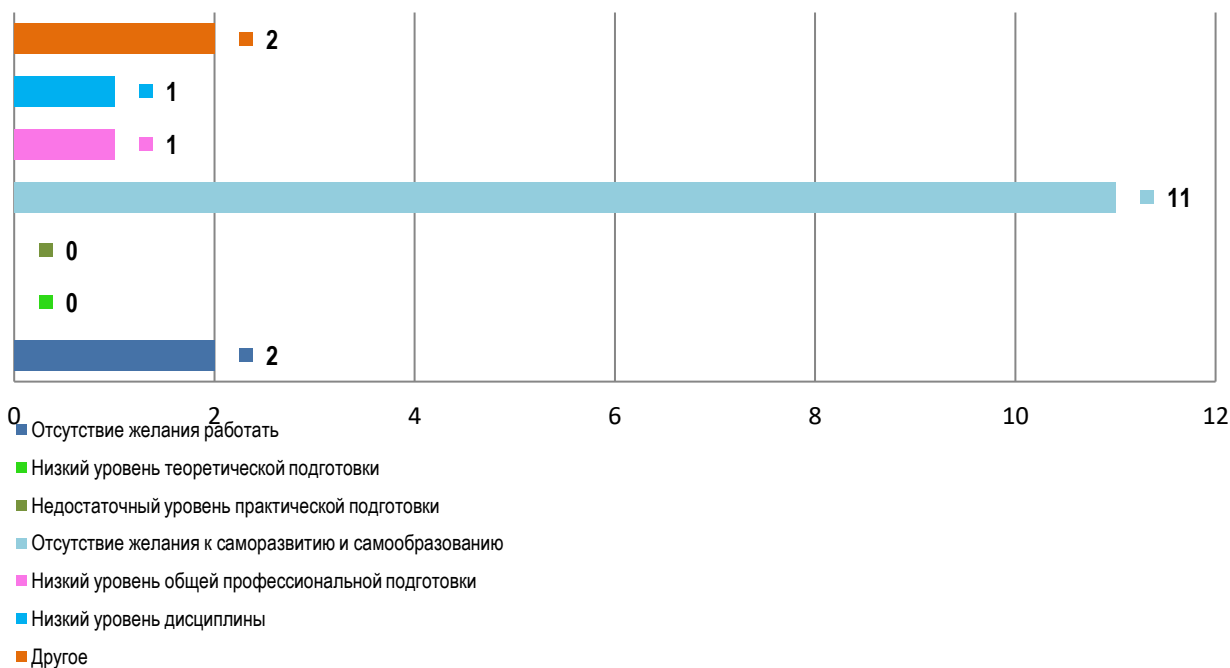 2
1
1
11
0
0
2
0 2 4 6 8 10 12
Отсутствие желания работать
Низкий уровень теоретической подготовки
Недостаточный уровень практической подготовки
Отсутствие желания к саморазвитию и самообразованию
Низкий уровень общей профессиональной подготовки
Низкий уровень дисциплины
Другое